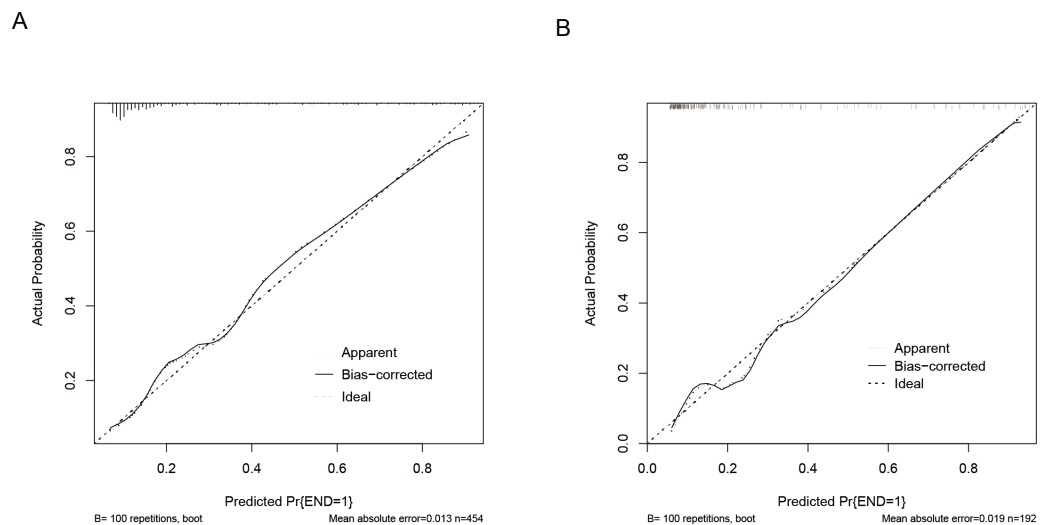 A
0.8
0.6
0.4
0.2
Actual Probability
Apparent
Bias-corrected
Ideal
0.2 0.4 0.6 0.8
Predicted Pr{END=1}
B= 100 repetitions, boot Mean absolute error=0.013 n=454
B
0.8
0.6
0.4
0.2
0.0
Actual Probability
Apparent
Bias-corrected
Ideal
0.0 0.2 0.4 0.6 0.8
Predicted Pr{END=1}
B= 100 repetitions, boot Mean absolute error=0.019 n=192